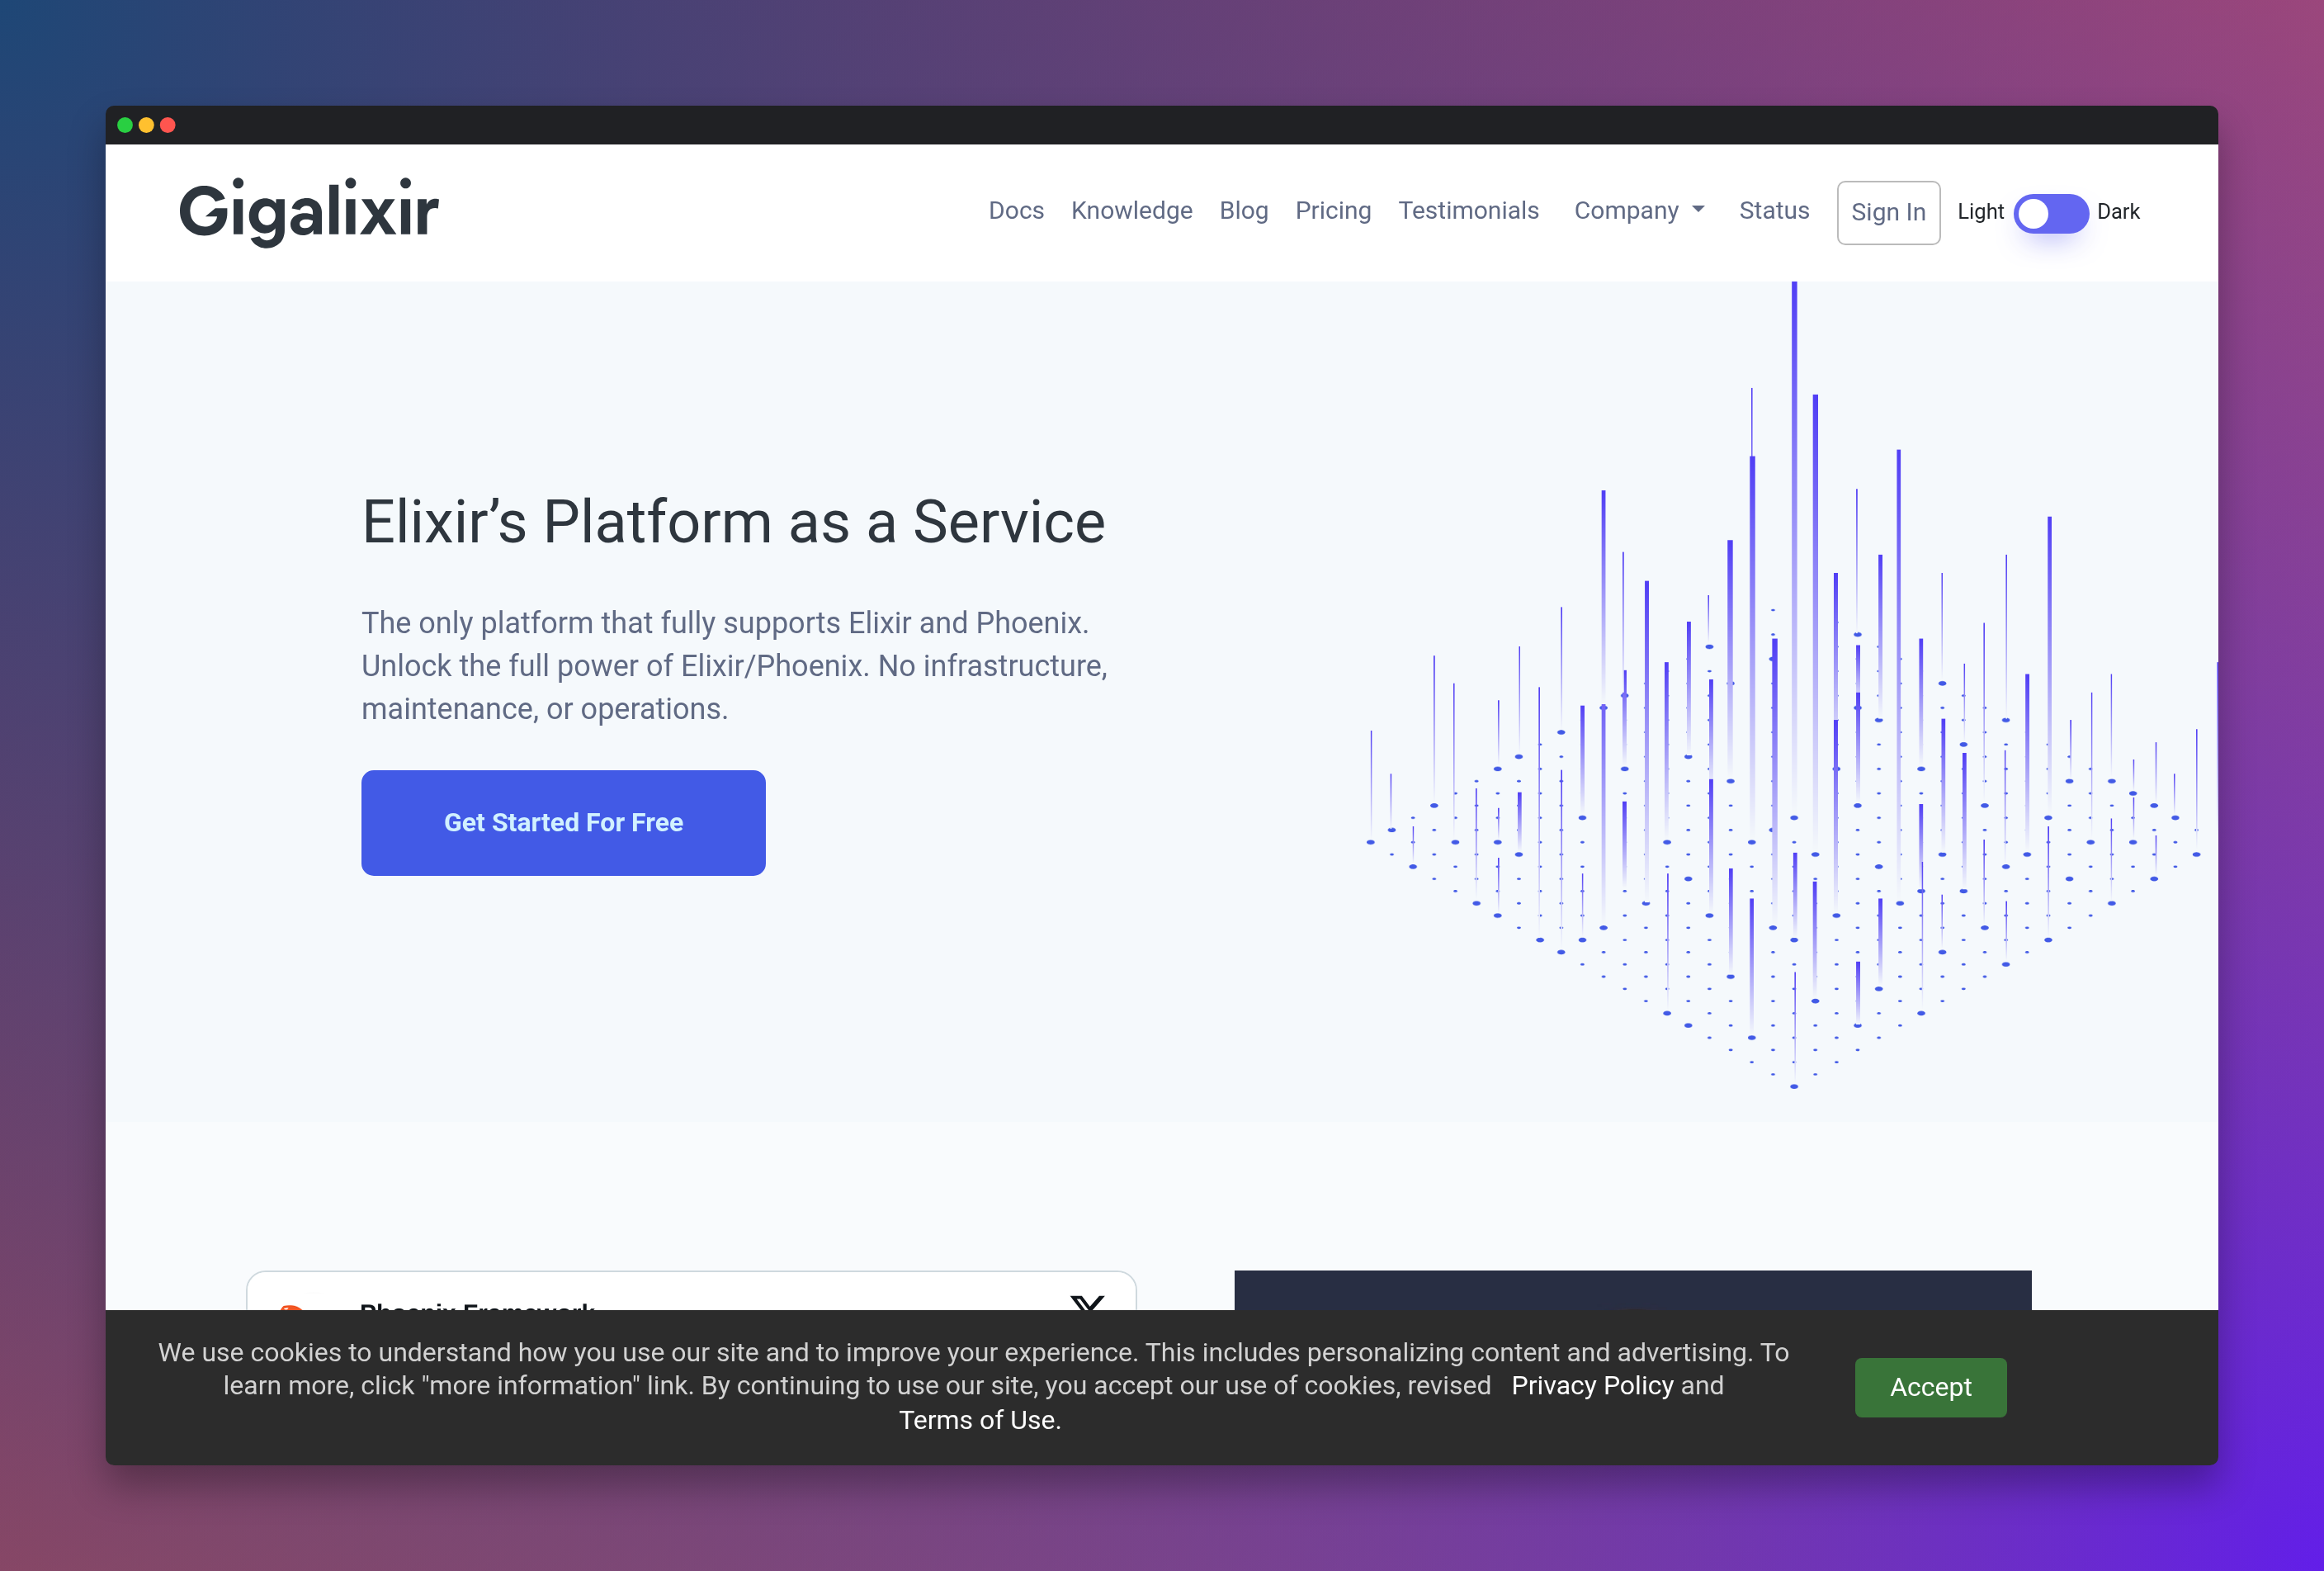 Gigalixir
Docs Knowledge Blog Pricing Testimonials Company Status Sign In Light Dark
Elixir’s Platform as a Service
The only platform that fully supports Elixir and Phoenix.
Unlock the full power of Elixir/Phoenix. No infrastructure,
maintenance, or operations.
Get Started For Free
Phoenix Framework
We use cookies to understand how you use our site and to improve your experience. This includes personalizing content and advertising. To
learn more, click "more information" link. By continuing to use our site, you accept our use of cookies, revised Privacy Policy and
Terms of Use.
Accept